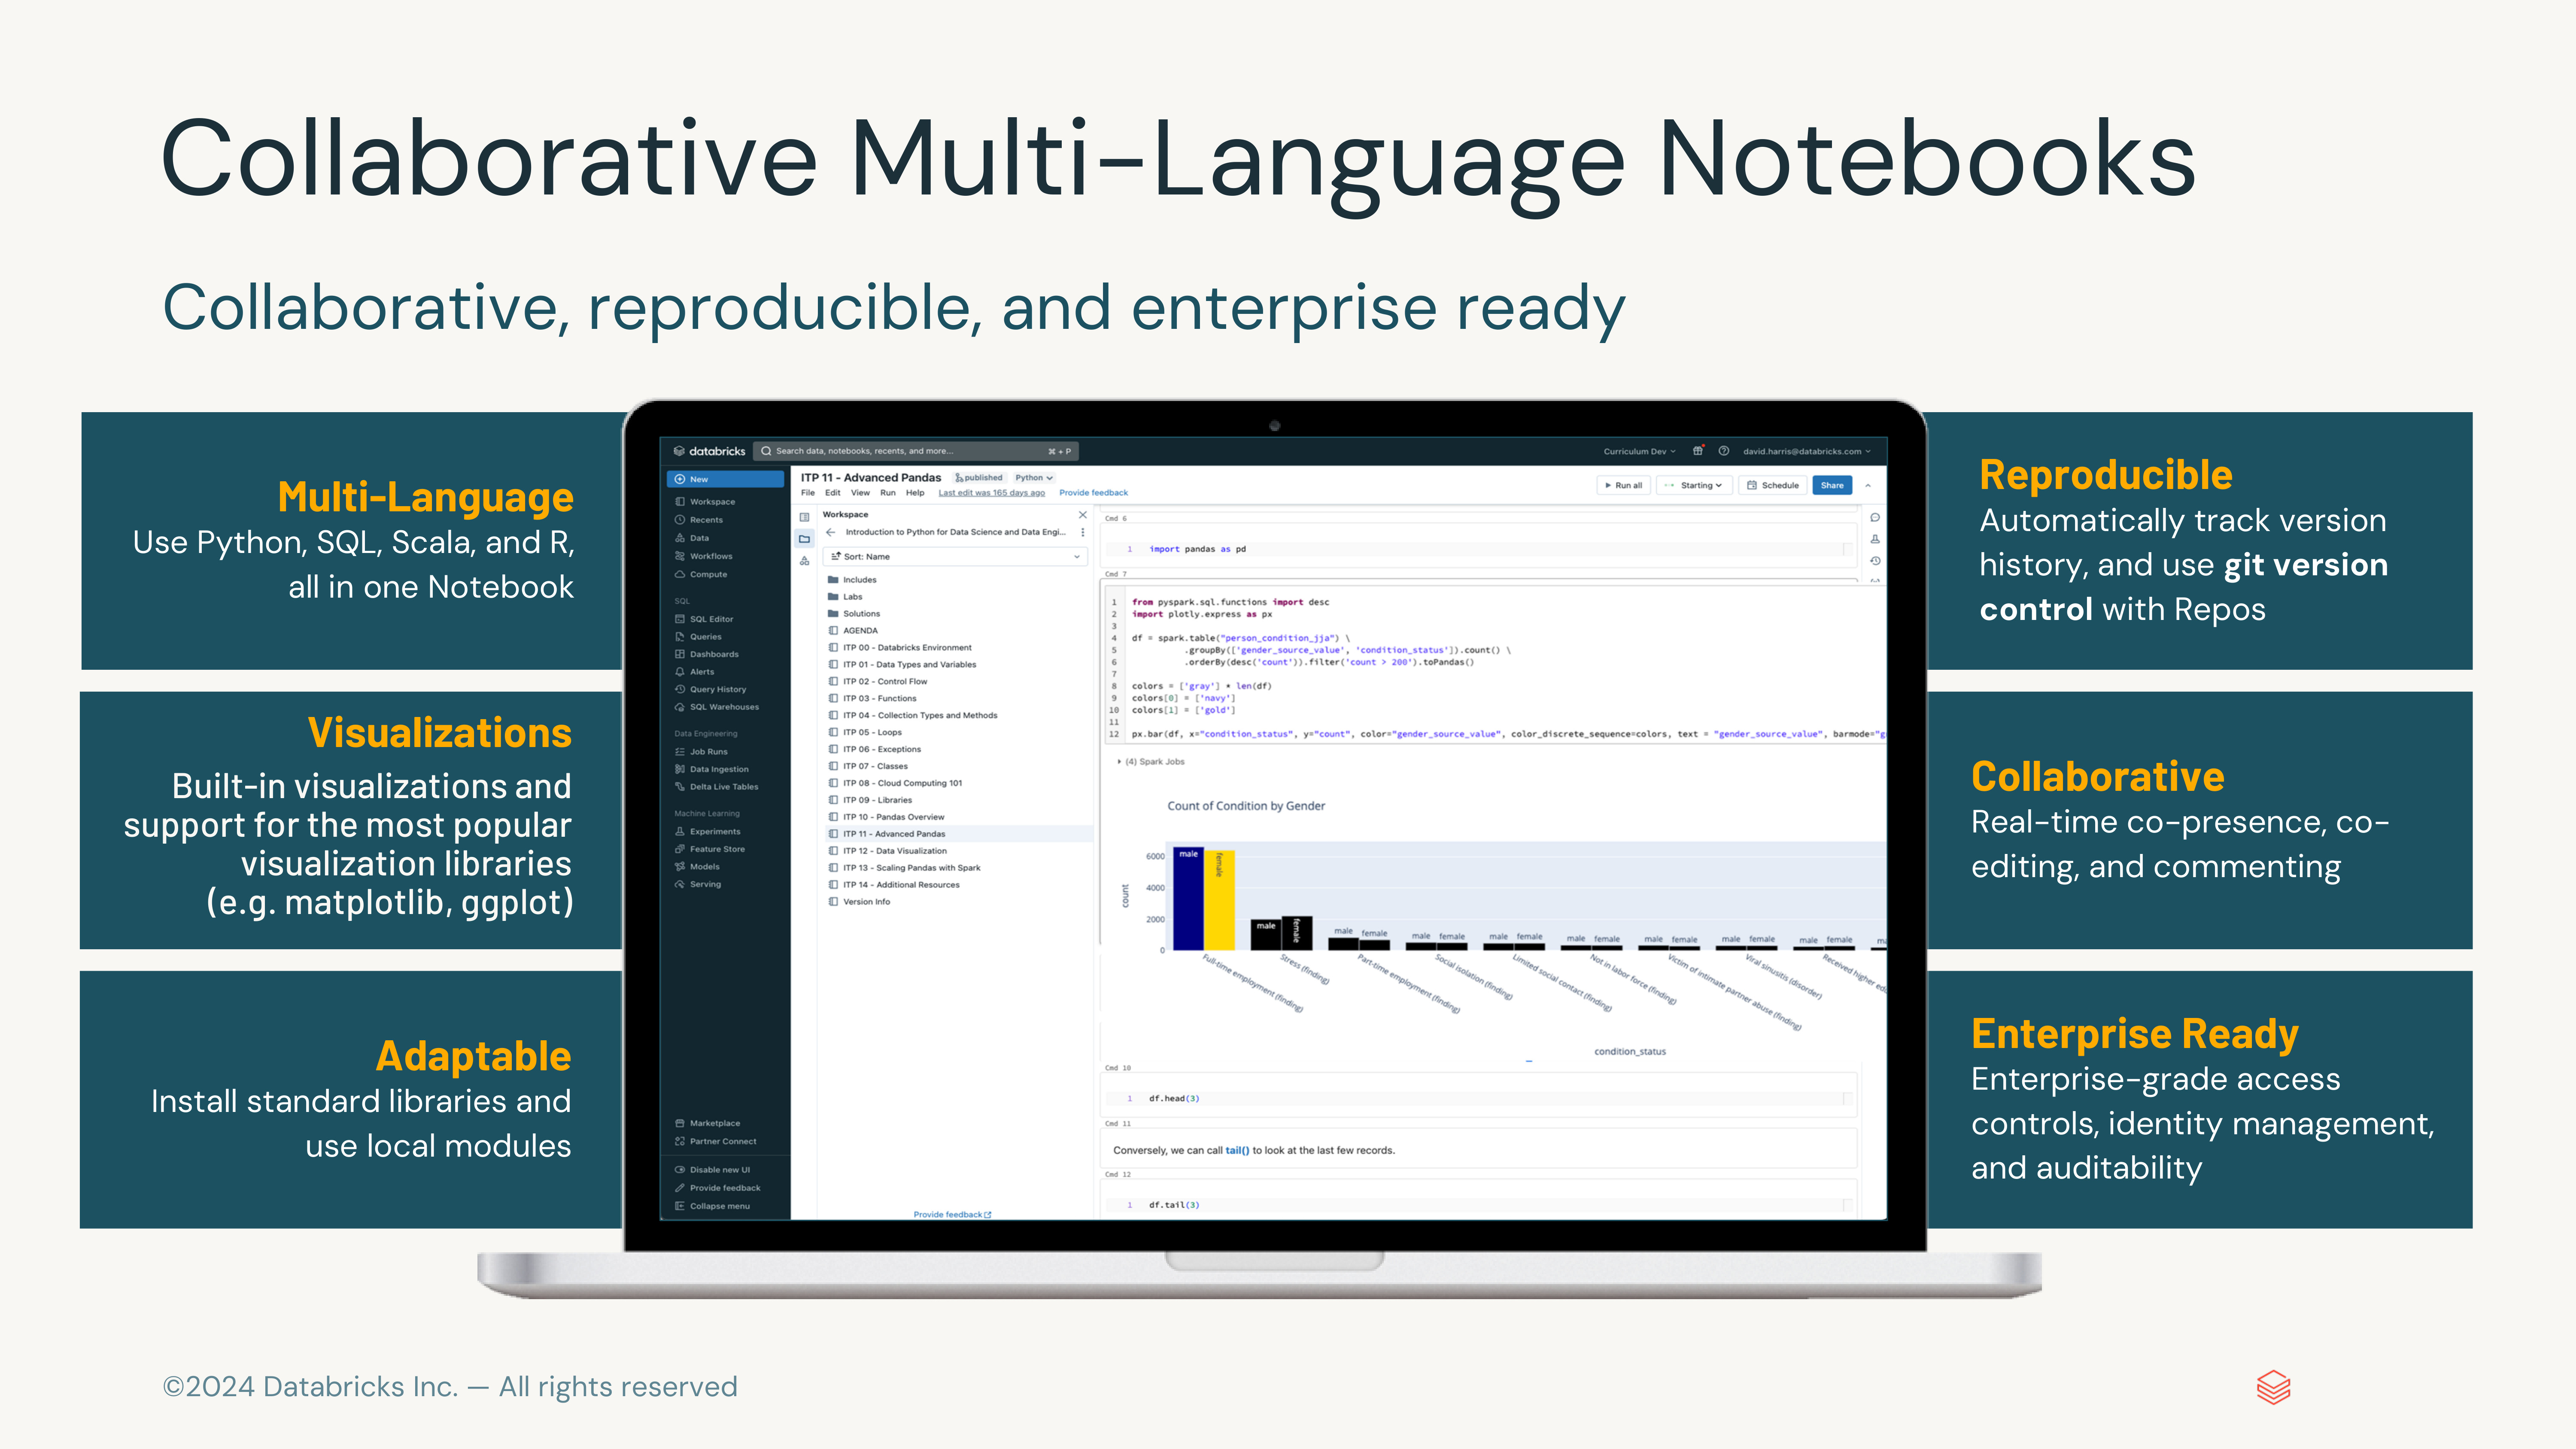 Collaborative Multi-Language Notebooks
Collaborative, reproducible, and enterprise ready
Multi-Language
Use Python, SQL, Scala, and R,
all in one Notebook
Visualizations
Built-in visualizations and
support for the most popular
visualization libraries
(e.g. matplotlib, ggplot)
Adaptable
Install standard libraries and
use local modules
databricks
Search data, notebooks, recents, and more...
⌘ + P
Curriculum Dev
david.harris@databricks.com
New
Workspace
Recents
Data
Workflows
Compute
SQL
SQL Editor
Queries
Dashboards
Alerts
Query History
SQL Warehouses
Data Engineering
Job Runs
Data Ingestion
Delta Live Tables
Machine Learning
Experiments
Feature Store
Models
Serving
Marketplace
Partner Connect
Disable new UI
Provide feedback
Collapse menu
ITP 11 - Advanced Pandas
published
Python
File Edit View Run Help Last edit was 165 days ago Provide feedback
Run all
Starting
Schedule
Share
Workspace
Introduction to Python for Data Science and Data Engi...
Sort: Name
Includes
Labs
Solutions
AGENDA
ITP 00 - Databricks Environment
ITP 01 - Data Types and Variables
ITP 02 - Control Flow
ITP 03 - Functions
ITP 04 - Collection Types and Methods
ITP 05 - Loops
ITP 06 - Exceptions
ITP 07 - Classes
ITP 08 - Cloud Computing 101
ITP 09 - Libraries
ITP 10 - Pandas Overview
ITP 11 - Advanced Pandas
ITP 12 - Data Visualization
ITP 13 - Scaling Pandas with Spark
ITP 14 - Additional Resources
Version Info
Provide feedback
Cmd 6
1 import pandas as pd
Cmd 7
1 from pyspark.sql.functions import desc
2 import plotly.express as px
3
4 df = spark.table("person_condition_jja") \
5 .groupBy(['gender_source_value', 'condition_status']).count() \
6 .orderBy(desc('count')).filter('count > 200').toPandas()
7
8 colors = ['gray'] * len(df)
9 colors[0] = ['navy']
10 colors[1] = ['gold']
11
12 px.bar(df, x="condition_status", y="count", color="gender_source_value", color_discrete_sequence=colors, text = "gender_source_value", barmode="g
(4) Spark Jobs
Count of Condition by Gender
count
6000
4000
2000
0
male female
male female
male female
male female
male female
male female
male female
male female
male female
m
Full-time employment (finding)
Stress (finding)
Part-time employment (finding)
Social isolation (finding)
Limited social contact (finding)
Not in labor force (finding)
Victim of intimate partner abuse (finding)
Viral sinusitis (disorder)
Received higher ed
condition_status
Cmd 10
1 df.head(3)
Cmd 11
Conversely, we can call tail() to look at the last few records.
Cmd 12
1 df.tail(3)
Reproducible
Automatically track version
history, and use git version
control with Repos
Collaborative
Real-time co-presence, co-
editing, and commenting
Enterprise Ready
Enterprise-grade access
controls, identity management,
and auditability
©2024 Databricks Inc. — All rights reserved